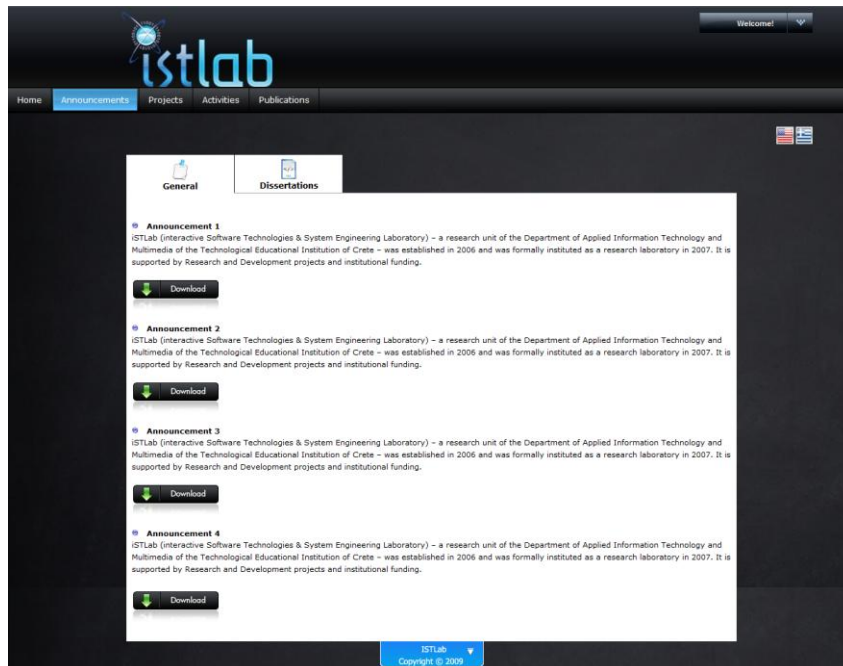 Welcome!
istlab
Home Announcements Projects Activities Publications
General Dissertations
Announcement 1
iSTLab (interactive Software Technologies & System Engineering Laboratory) – a research unit of the Department of Applied Information Technology and
Multimedia of the Technological Educational Institution of Crete – was established in 2006 and was formally instituted as a research laboratory in 2007. It is
supported by Research and Development projects and institutional funding.
Download
Announcement 2
iSTLab (interactive Software Technologies & System Engineering Laboratory) – a research unit of the Department of Applied Information Technology and
Multimedia of the Technological Educational Institution of Crete – was established in 2006 and was formally instituted as a research laboratory in 2007. It is
supported by Research and Development projects and institutional funding.
Download
Announcement 3
iSTLab (interactive Software Technologies & System Engineering Laboratory) – a research unit of the Department of Applied Information Technology and
Multimedia of the Technological Educational Institution of Crete – was established in 2006 and was formally instituted as a research laboratory in 2007. It is
supported by Research and Development projects and institutional funding.
Download
Announcement 4
iSTLab (interactive Software Technologies & System Engineering Laboratory) – a research unit of the Department of Applied Information Technology and
Multimedia of the Technological Educational Institution of Crete – was established in 2006 and was formally instituted as a research laboratory in 2007. It is
supported by Research and Development projects and institutional funding.
Download
ISTLab
Copyright © 2009